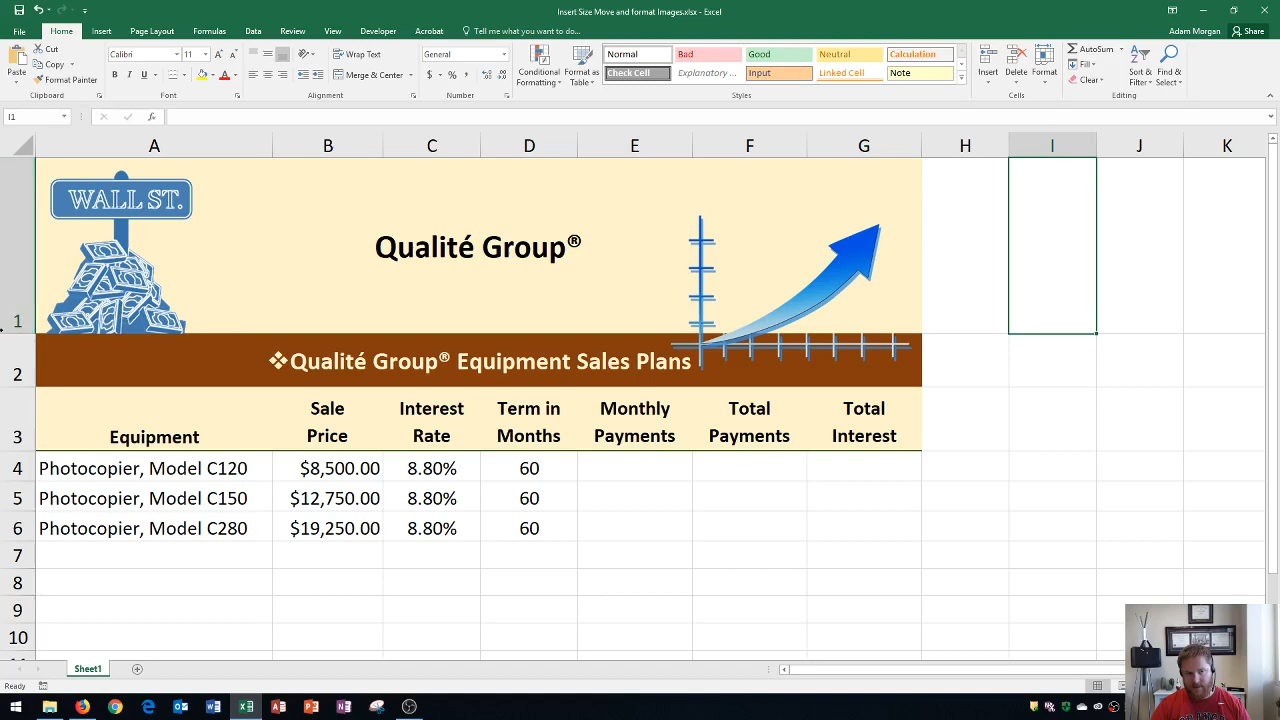 Insert Size Move and format Images.xlsx - Excel
File Home Insert Page Layout Formulas Data Review View Developer Acrobat Tell me what you want to do... Adam Morgan Share
Paste Cut Copy Format Painter Clipboard
Calibri 11 B I U Font
Wrap Text Merge & Center Alignment
General $ % , Number
Conditional Formatting Format as Table
Normal Bad Good Neutral Calculation
Check Cell Explanatory ... Input Linked Cell Note
Styles
Insert Delete Format Cells
AutoSum Fill Clear Sort & Filter Find & Select Editing
I1 fx
A B C D E F G H I J K
WALL ST.
Qualité Group®
1
2 ❖Qualité Group® Equipment Sales Plans
3 Equipment Sale Price Interest Rate Term in Months Monthly Payments Total Payments Total Interest
4 Photocopier, Model C120 $8,500.00 8.80% 60
5 Photocopier, Model C150 $12,750.00 8.80% 60
6 Photocopier, Model C280 $19,250.00 8.80% 60
7
8
9
10
Sheet1
Ready